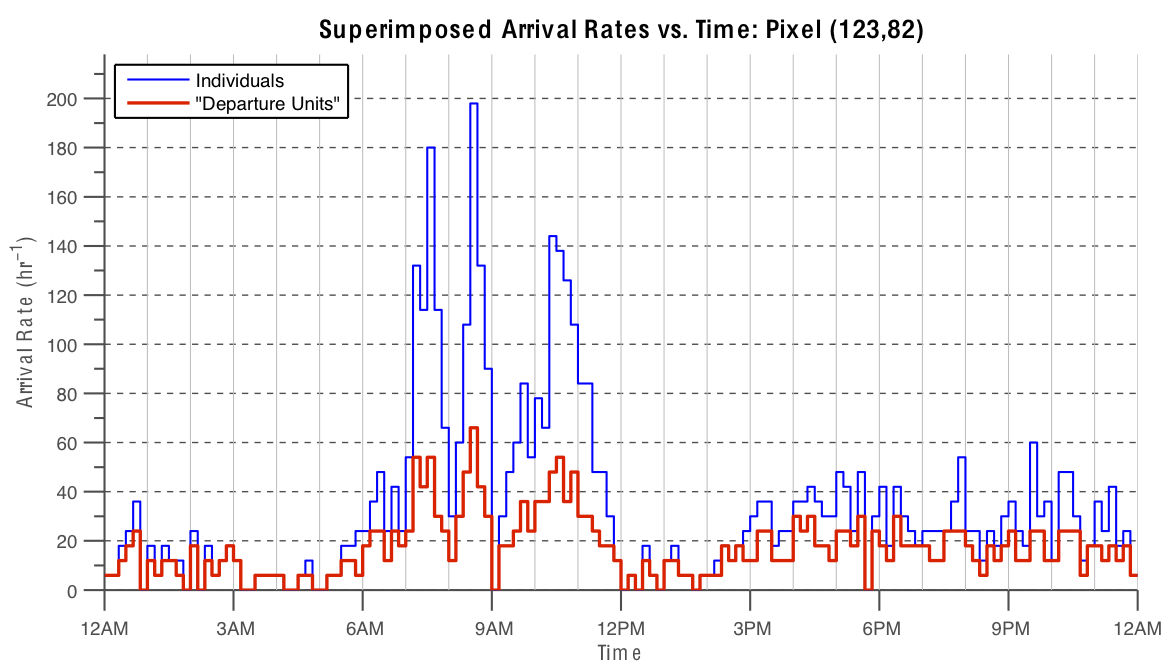 Superimposed Arrival Rates vs. Time: Pixel (123,82)
Individuals
"Departure Units"
200
180
160
140
120
100
80
60
40
20
0
Arrival Rate (hr⁻¹)
12AM 3AM 6AM 9AM 12PM 3PM 6PM 9PM 12AM
Time